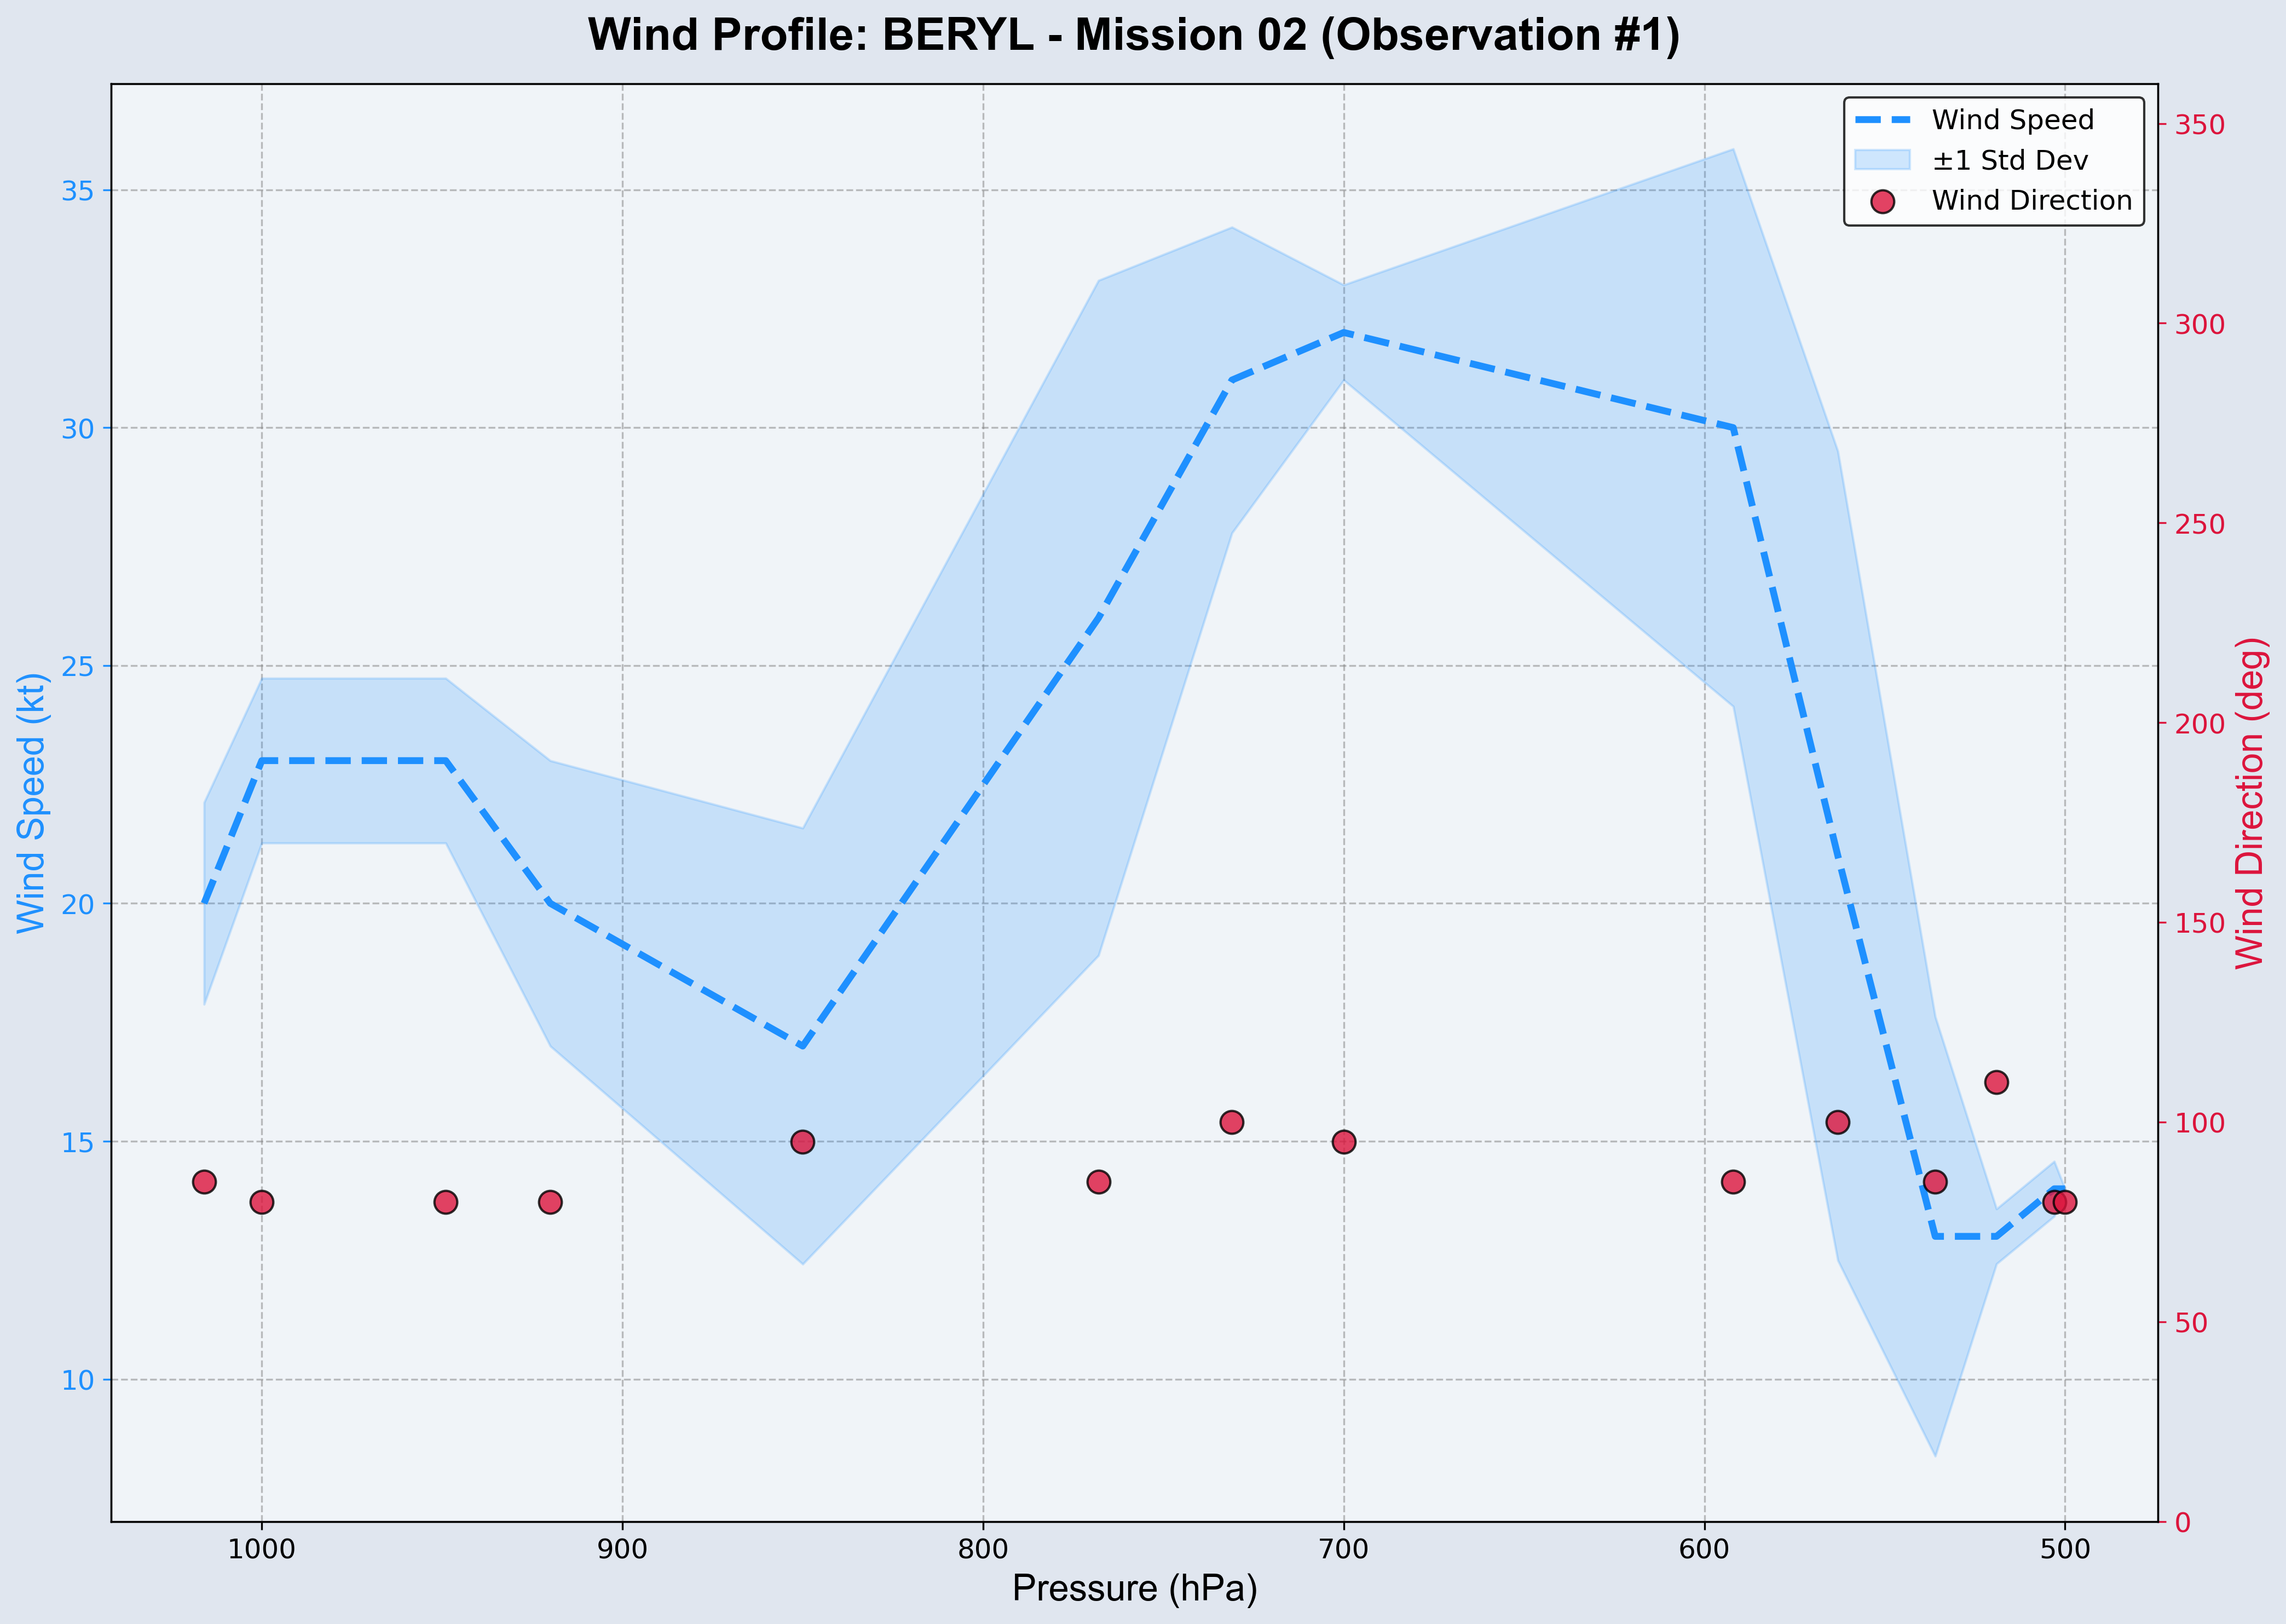 Wind Profile: BERYL - Mission 02 (Observation #1)
Wind Speed
±1 Std Dev
Wind Direction
Wind Speed (kt)
35
30
25
20
15
10
350
300
250
200
150
100
50
0
Wind Direction (deg)
1000 900 800 700 600 500
Pressure (hPa)